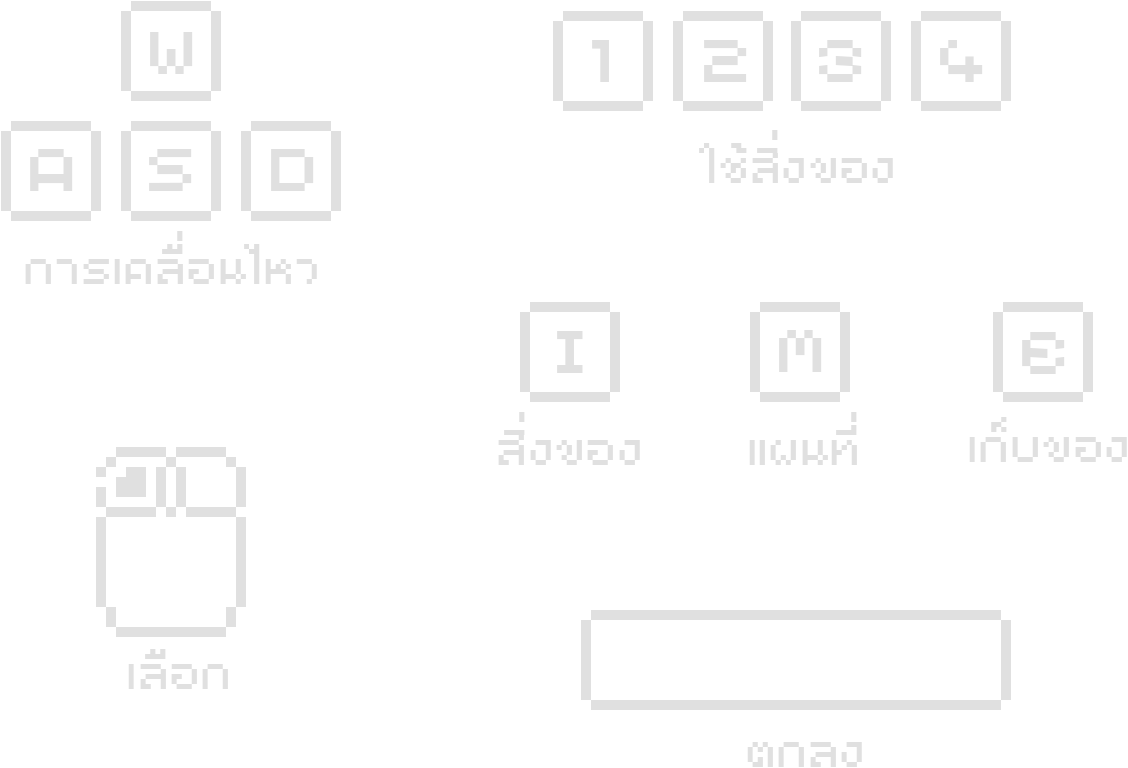 W
A S D
การเคลื่อนไหว
1 2 3 4
ใช้สิ่งของ
I
สิ่งของ
M
แผนที่
E
เก็บของ
เลือก
ตกลง